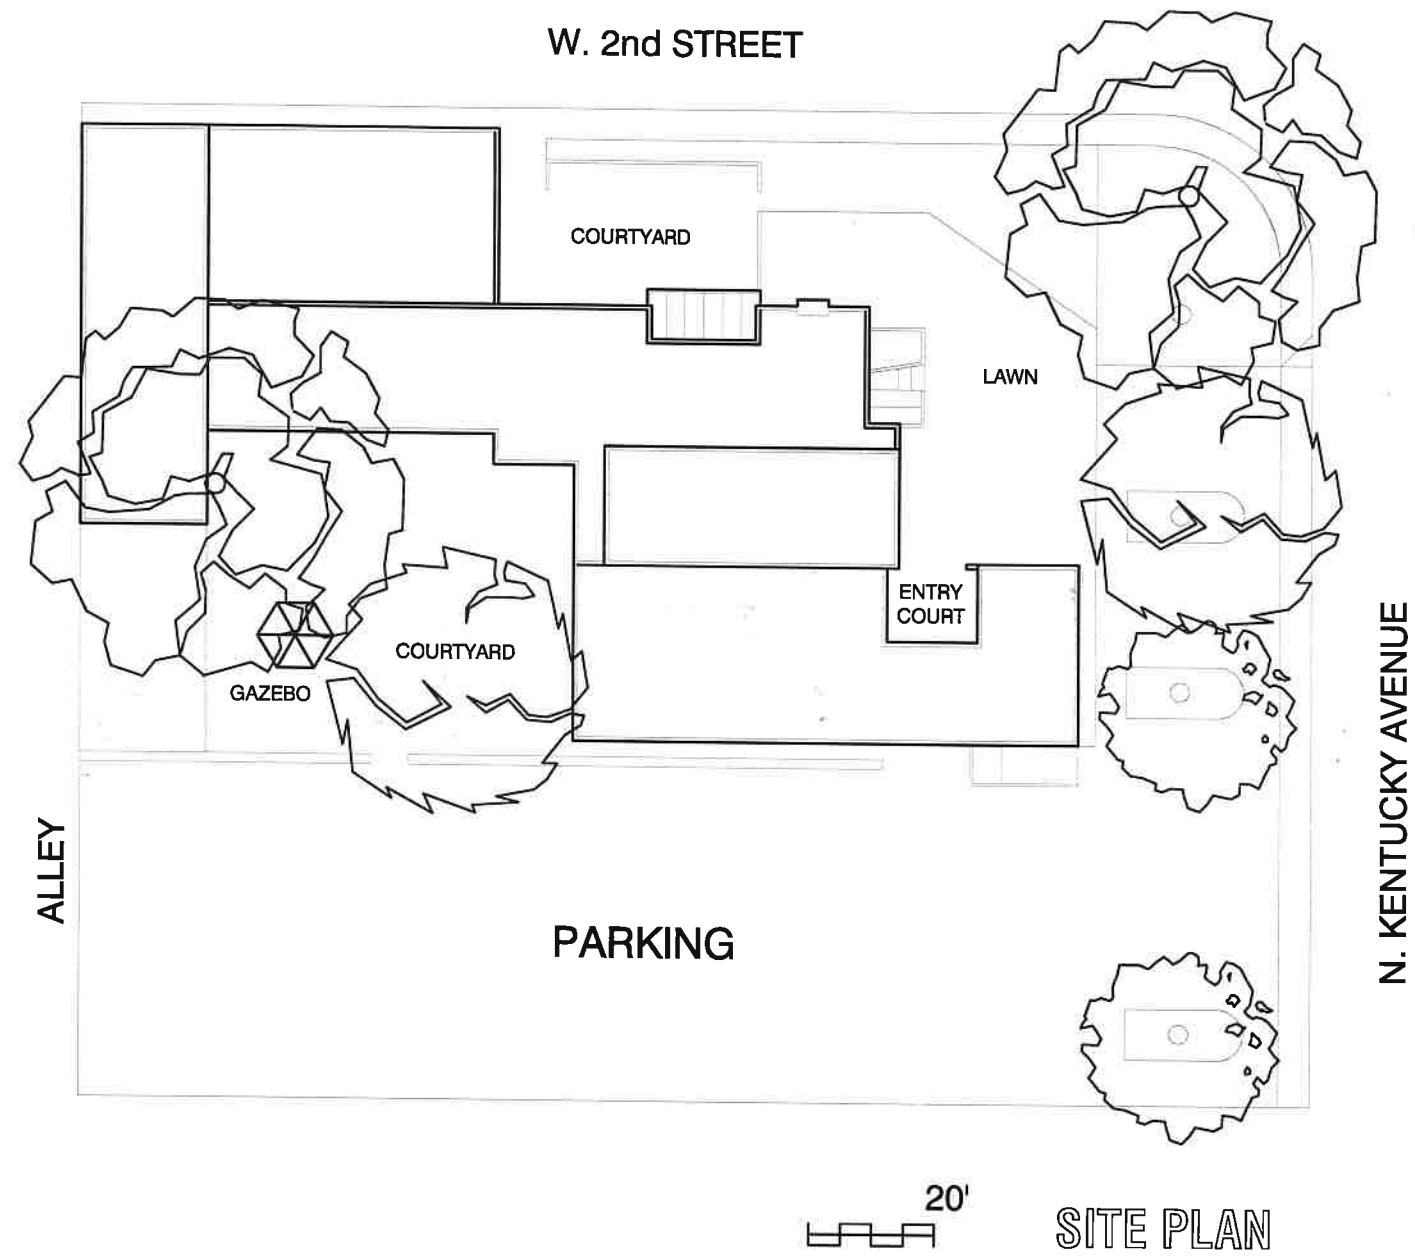 W. 2nd STREET
COURTYARD
LAWN
ENTRY
COURT
COURTYARD
GAZEBO
N. KENTUCKY AVENUE
ALLEY
PARKING
20'
SITE PLAN